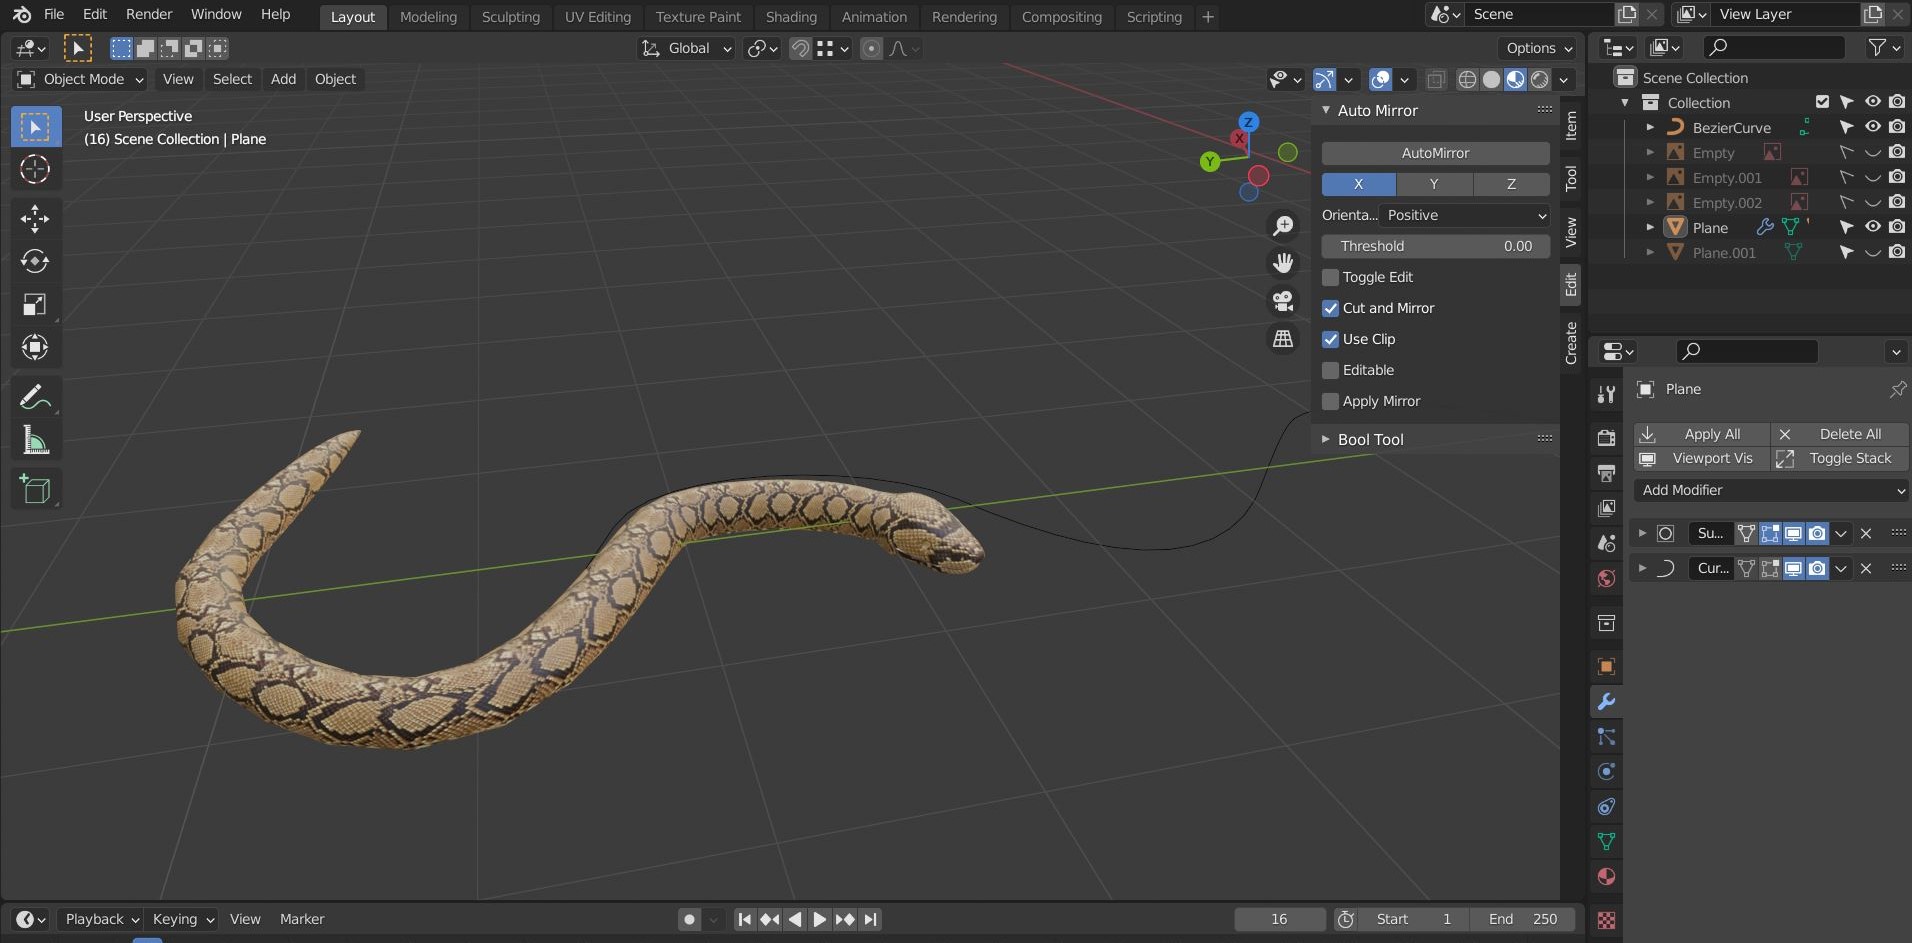 File Edit Render Window Help Layout Modeling Sculpting UV Editing Texture Paint Shading Animation Rendering Compositing Scripting + Scene View Layer
Global Options
Object Mode View Select Add Object
User Perspective
(16) Scene Collection | Plane
Z
X
Y
Auto Mirror
AutoMirror
X Y Z
Orienta... Positive
Threshold 0.00
Toggle Edit
Cut and Mirror
Use Clip
Editable
Apply Mirror
Bool Tool
Item
Tool
View
Edit
Create
Scene Collection
Collection
BezierCurve
Empty
Empty.001
Empty.002
Plane
Plane.001
Plane
Apply All Delete All
Viewport Vis Toggle Stack
Add Modifier
Su...
Cur...
Playback Keying View Marker 16 Start 1 End 250